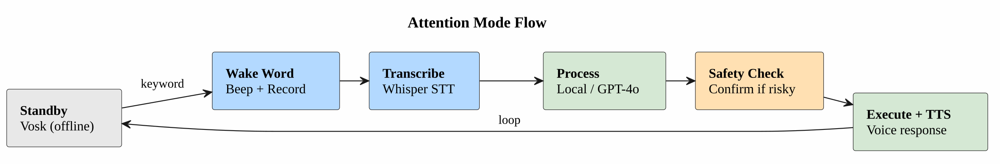 Attention Mode Flow
keyword
Standby
Vosk (offline)
Wake Word
Beep + Record
Transcribe
Whisper STT
Process
Local / GPT-4o
Safety Check
Confirm if risky
Execute + TTS
Voice response
loop